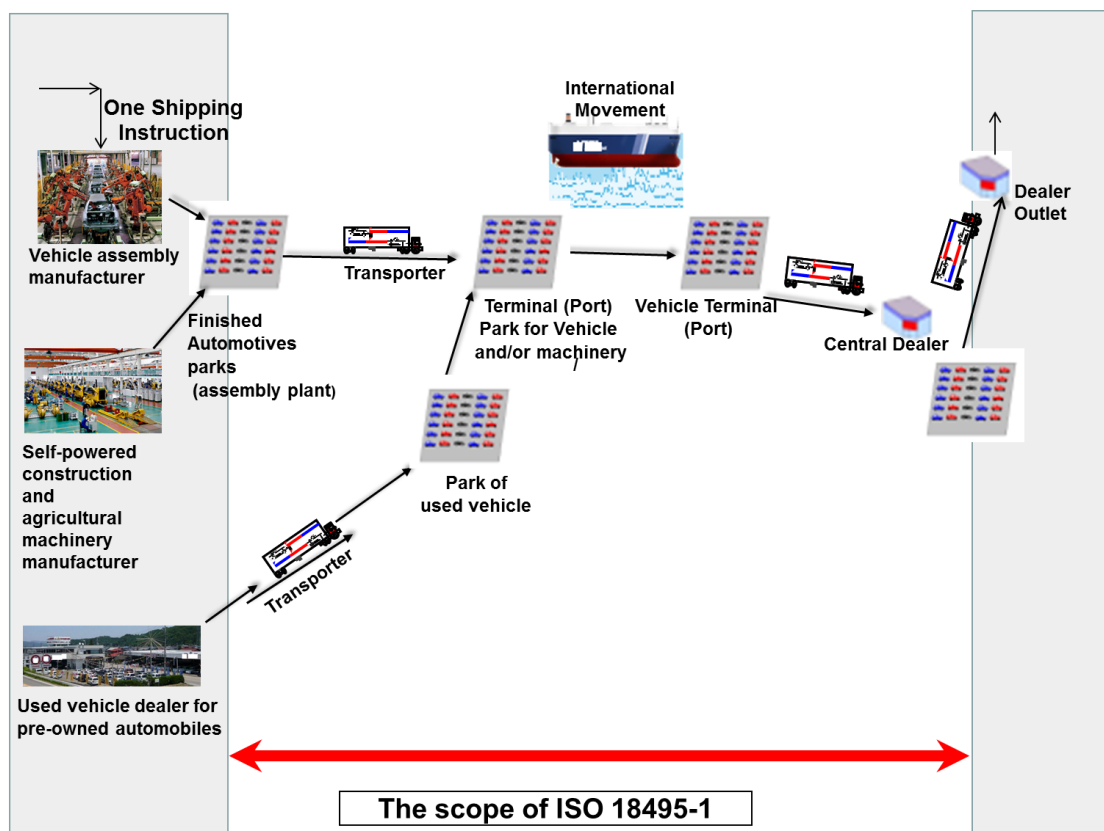 One Shipping
Instruction
International
Movement
Vehicle assembly
manufacturer
Transporter
Dealer
Outlet
Finished
Automotives
parks
(assembly plant)
Terminal (Port)
Park for Vehicle
and/or machinery
/
Vehicle Terminal
(Port)
Central Dealer
Self-powered
construction
and
agricultural
machinery
manufacturer
Park of
used vehicle
Transporter
Used vehicle dealer for
pre-owned automobiles
The scope of ISO 18495-1